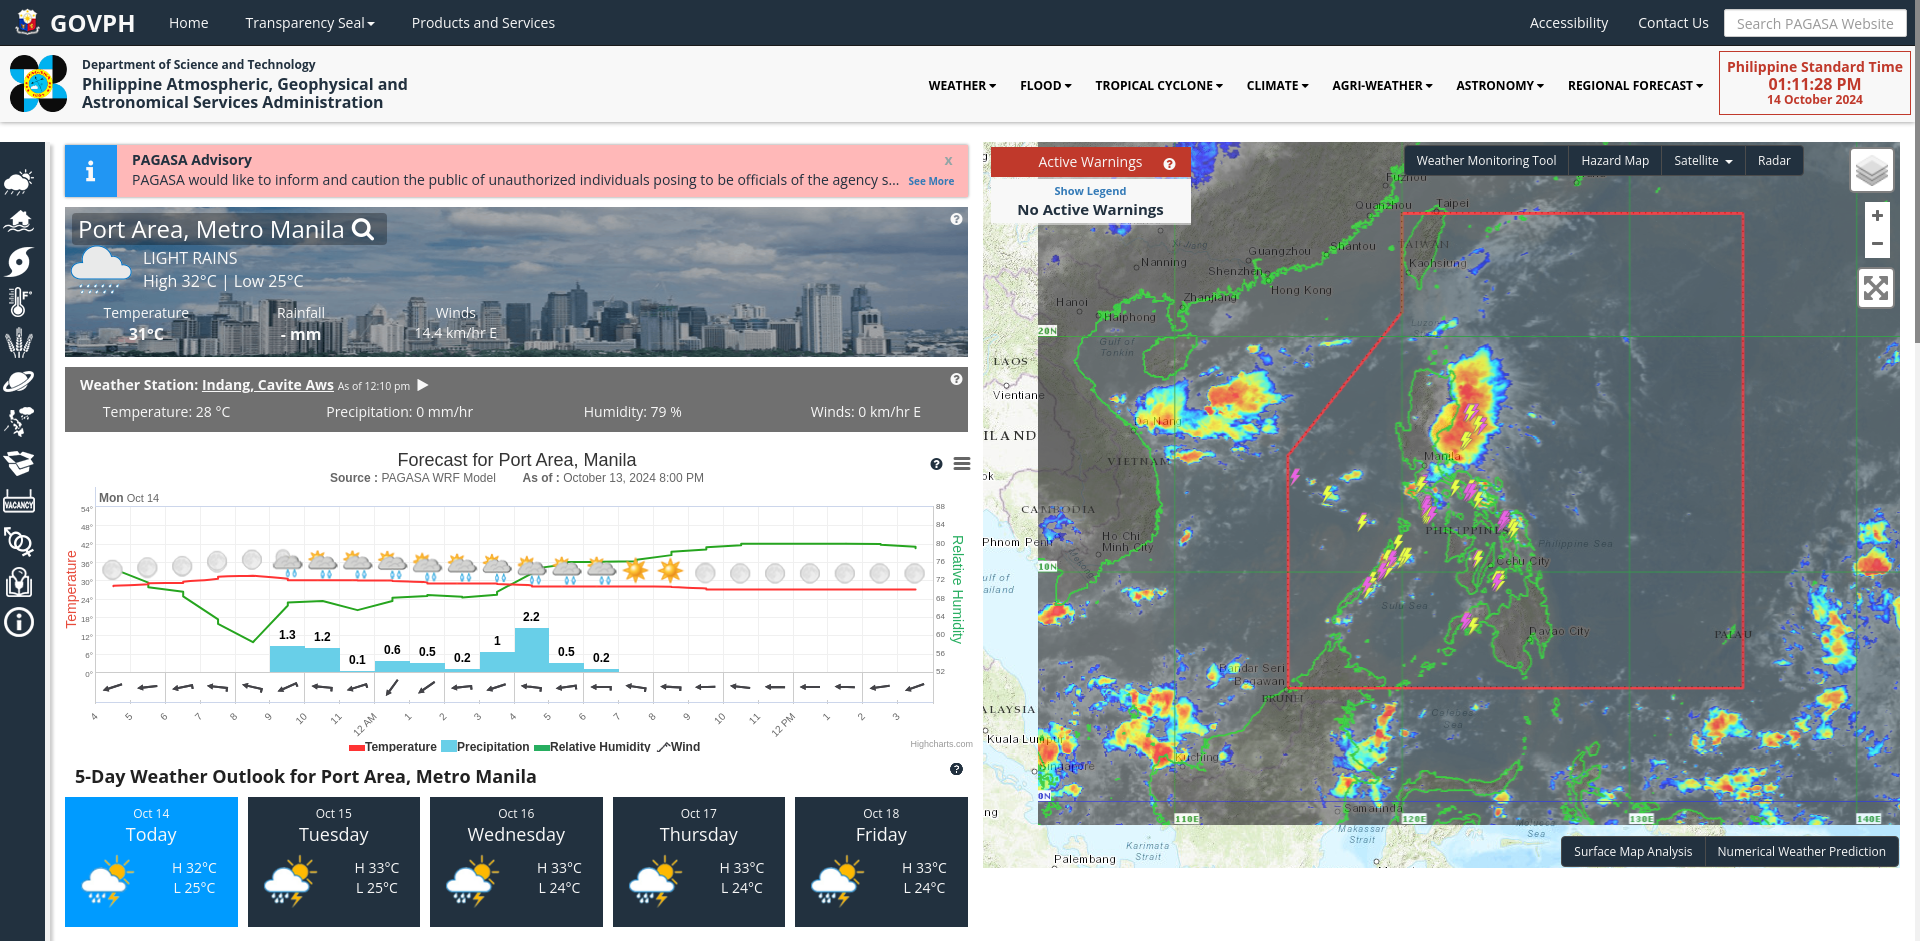 GOVPH
Home
Transparency Seal
Products and Services
Accessibility
Contact Us
Search PAGASA Website
Department of Science and Technology
Philippine Atmospheric, Geophysical and
Astronomical Services Administration
WEATHER
FLOOD
TROPICAL CYCLONE
CLIMATE
AGRI-WEATHER
ASTRONOMY
REGIONAL FORECAST
Philippine Standard Time
01:11:28 PM
14 October 2024
PAGASA Advisory
x
PAGASA would like to inform and caution the public of unauthorized individuals posing to be officials of the agency s... See More
Port Area, Metro Manila
LIGHT RAINS
High 32°C | Low 25°C
Temperature
Rainfall
Winds
31°C
- mm
14.4 km/hr E
Weather Station: Indang, Cavite Aws As of 12:10 pm
Temperature: 28 °C
Precipitation: 0 mm/hr
Humidity: 79 %
Winds: 0 km/hr E
Forecast for Port Area, Manila
Source : PAGASA WRF Model As of : October 13, 2024 8:00 PM
Mon Oct 14
54°
48°
42°
36°
30°
24°
18°
12°
6°
0°
Temperature
88
84
80
76
72
68
64
60
56
52
Relative Humidity
1.3
1.2
0.1
0.6
0.5
0.2
1
2.2
0.5
0.2
4
5
6
7
8
9
10
11
12 AM
1
2
3
4
5
6
7
8
9
10
11
12 PM
1
2
3
Temperature Precipitation Relative Humidity Wind
Highcharts.com
5-Day Weather Outlook for Port Area, Metro Manila
Oct 14
Today
H 32°C
L 25°C
Oct 15
Tuesday
H 33°C
L 25°C
Oct 16
Wednesday
H 33°C
L 24°C
Oct 17
Thursday
H 33°C
L 24°C
Oct 18
Friday
H 33°C
L 24°C
VACANCY
Active Warnings
Show Legend
No Active Warnings
Weather Monitoring Tool
Hazard Map
Satellite
Radar
+
−
Fuzhou
Quanzhou
Taipei
Shantou
TAIWAN
Guangzhou
Kaohsiung
Nanning
Shenzhen
Hong Kong
Zhanjiang
Hanoi
Haiphong
20N
Gulf of
Tonkin
Luzon
LAOS
Vientiane
Da Nang
ILAND
VIETNAM
Manila
ok
CAMBODIA
PHILIPPINES
Philippine Sea
Phnom Penh
Ho Chi
Minh City
Cebu City
10N
ulf of
ailand
Sulu Sea
Davao City
PALAU
Bandar Seri
Begawan
BRUNEI
ALAYSIA
Celebes
Sea
Kuala Lumpur
Kuching
Singapore
0N
Samarinda
ng
110E
120E
130E
140E
Makassar
Strait
Molucca
Sea
Karimata
Strait
Palembang
Surface Map Analysis
Numerical Weather Prediction